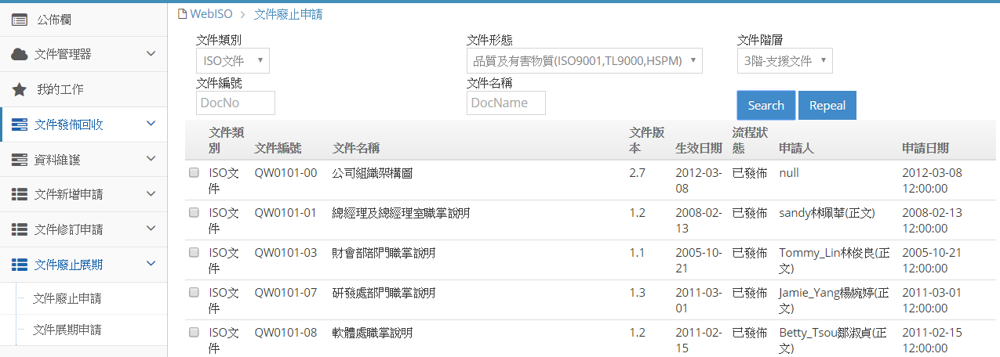 公佈欄
文件管理器
我的工作
文件發佈回收
資料維護
文件新增申請
文件修訂申請
文件廢止展期
文件廢止申請
文件展期申請
WebISO > 文件廢止申請
文件類別 文件形態 文件階層
ISO文件 品質及有害物質(ISO9001,TL9000,HSPM) 3階-支援文件
文件編號 文件名稱
DocNo DocName Search Repeal
文件類 文件版 流程狀
別 文件編號 文件名稱 本 生效日期 態 申請人 申請日期
ISO文 QW0101-00 公司組織架構圖 2.7 2012-03- 已發佈 null 2012-03-08
件 08 12:00:00
ISO文 QW0101-01 總經理及總經理室職掌說明 1.2 2008-02- 已發佈 sandy林珮華(正文) 2008-02-13
件 13 12:00:00
ISO文 QW0101-03 財會部部門職掌說明 1.1 2005-10- 已發佈 Tommy_Lin林俊良(正 2005-10-21
件 21 文) 12:00:00
ISO文 QW0101-07 研發處部門職掌說明 1.3 2011-03- 已發佈 Jamie_Yang楊婉婷(正 2011-03-01
件 01 文) 12:00:00
ISO文 QW0101-08 軟體處職掌說明 1.2 2011-02- 已發佈 Betty_Tsou鄒淑貞(正 2011-02-15
件 15 文) 12:00:00